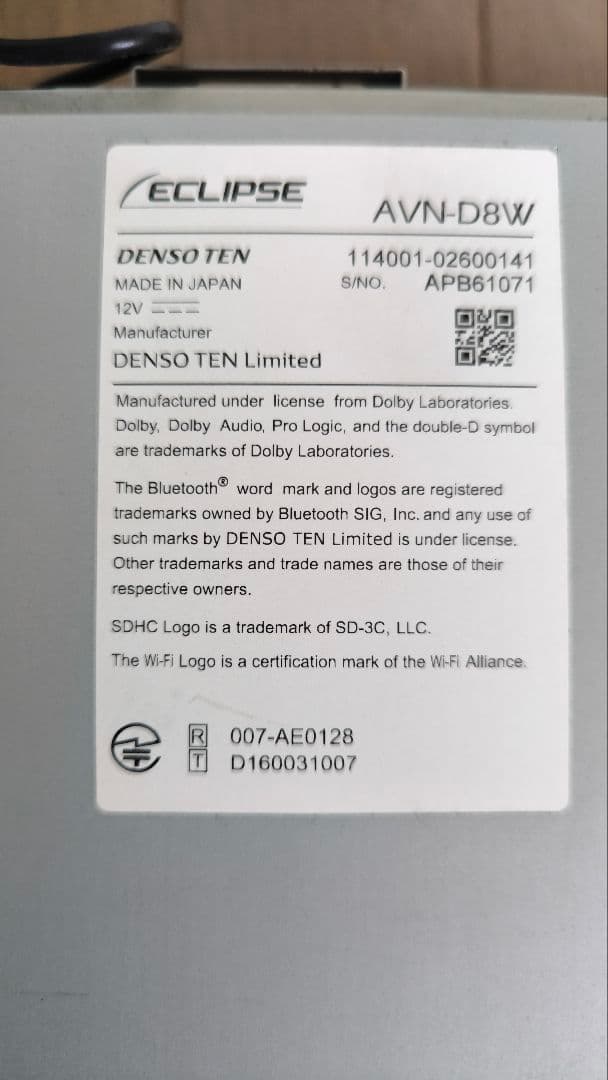 ECLIPSE
AVN-D8W
DENSO TEN
114001-02600141
MADE IN JAPAN
S/NO. APB61071
12V
Manufacturer
DENSO TEN Limited
Manufactured under license from Dolby Laboratories.
Dolby, Dolby Audio, Pro Logic, and the double-D symbol
are trademarks of Dolby Laboratories.
The Bluetooth® word mark and logos are registered
trademarks owned by Bluetooth SIG, Inc. and any use of
such marks by DENSO TEN Limited is under license.
Other trademarks and trade names are those of their
respective owners.
SDHC Logo is a trademark of SD-3C, LLC.
The Wi-Fi Logo is a certification mark of the Wi-Fi Alliance.
R 007-AE0128
T D160031007